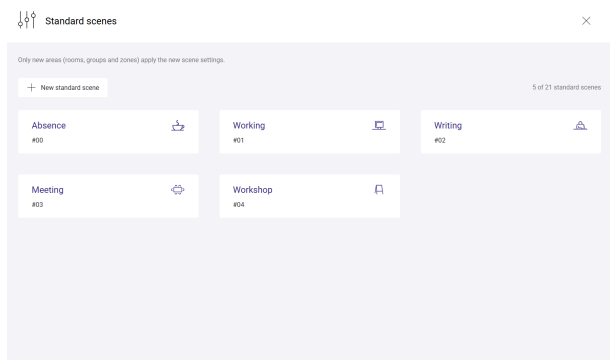 Standard scenes
Only new areas (rooms, groups and zones) apply the new scene settings.
New standard scene
5 of 21 standard scenes
Absence
#00
Working
#01
Writing
#02
Meeting
#03
Workshop
#04